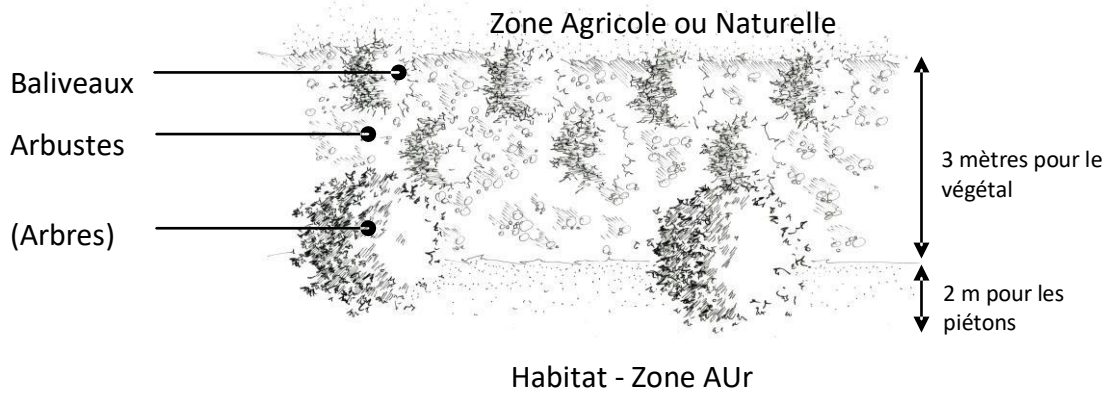 Zone Agricole ou Naturelle
Baliveaux
Arbustes
(Arbres)
3 mètres pour le
végétal
2 m pour les
piétons
Habitat - Zone AUr